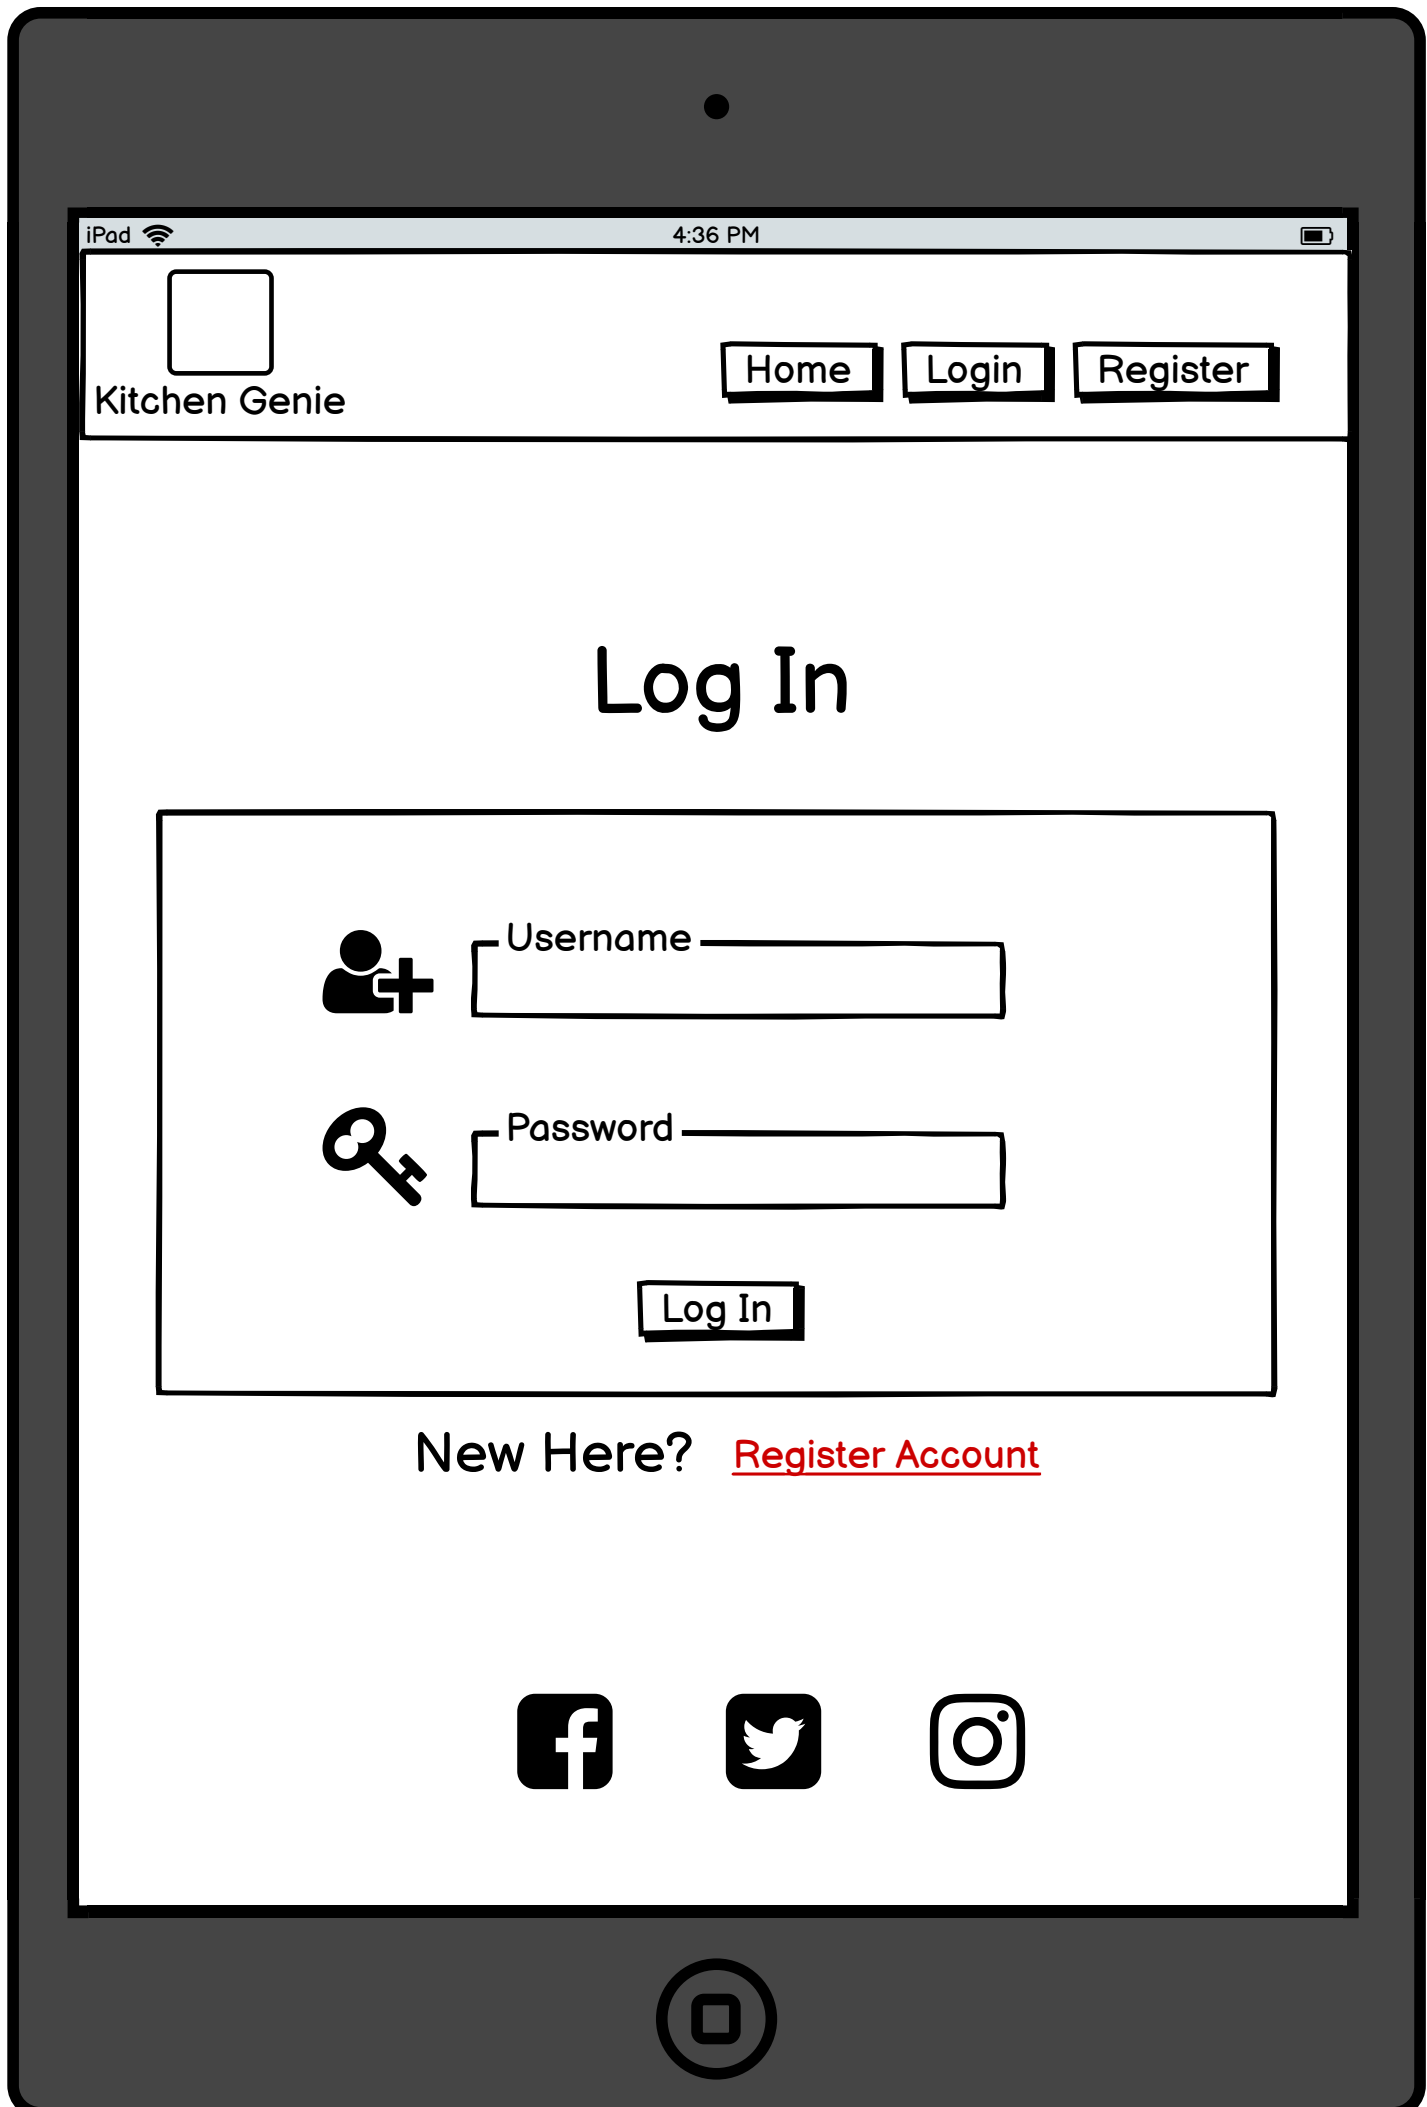 iPad 4:36 PM
Kitchen Genie
Home Login Register
Log In
Username
Password
Log In
New Here? Register Account